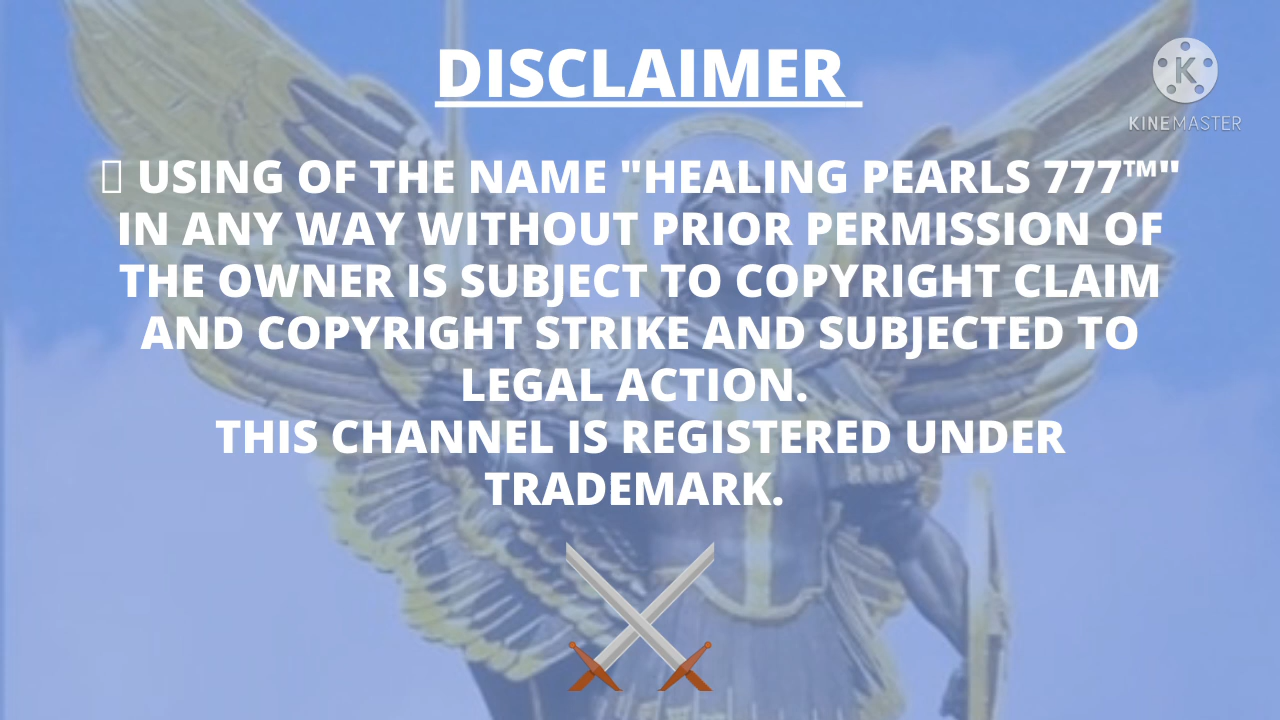 DISCLAIMER
USING OF THE NAME "HEALING PEARLS 777™"
IN ANY WAY WITHOUT PRIOR PERMISSION OF
THE OWNER IS SUBJECT TO COPYRIGHT CLAIM
AND COPYRIGHT STRIKE AND SUBJECTED TO
LEGAL ACTION.
THIS CHANNEL IS REGISTERED UNDER
TRADEMARK.
K
KINEMASTER